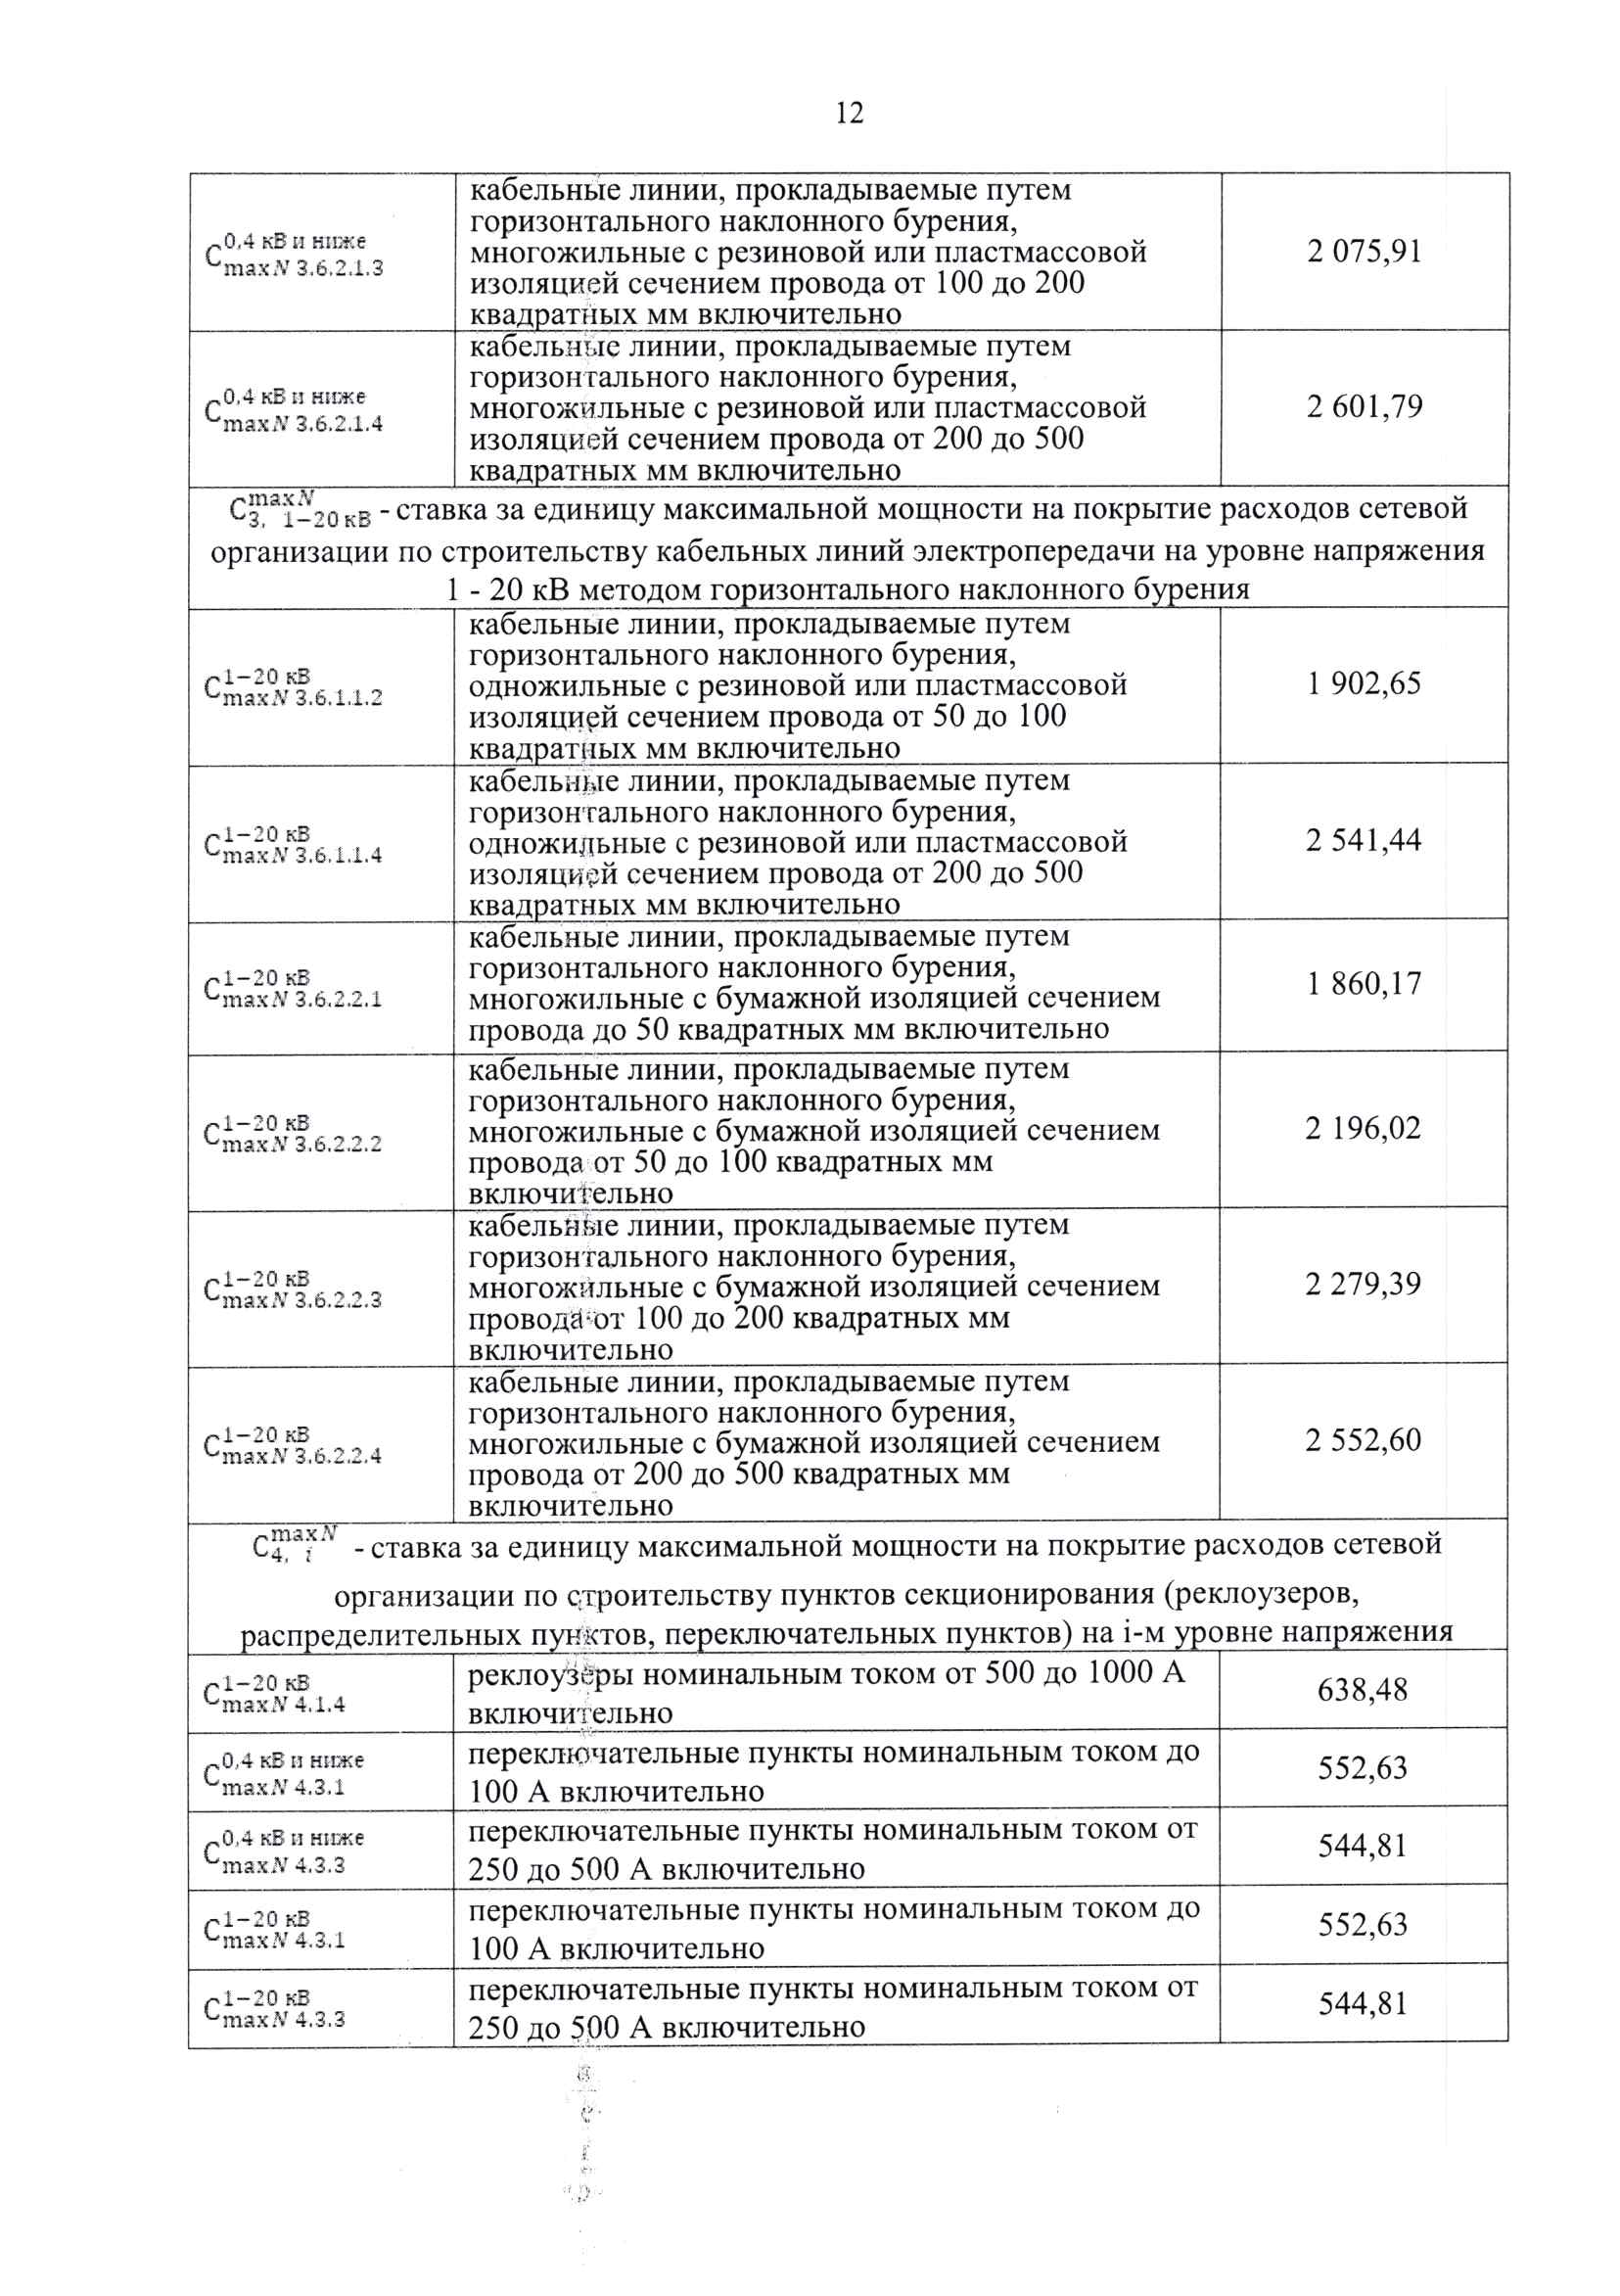 12
кабельные линии, прокладываемые путем
горизонтального наклонного бурения,
C 0,4 кВ и ниже maxN 3.6.2.1.3 многожильные с резиновой или пластмассовой 2 075,91
изоляцией сечением провода от 100 до 200
квадратных мм включительно
кабельные линии, прокладываемые путем
горизонтального наклонного бурения,
C 0,4 кВ и ниже maxN 3.6.2.1.4 многожильные с резиновой или пластмассовой 2 601,79
изоляцией сечением провода от 200 до 500
квадратных мм включительно
C maxN 3, 1–20 кВ - ставка за единицу максимальной мощности на покрытие расходов сетевой
организации по строительству кабельных линий электропередачи на уровне напряжения
1 - 20 кВ методом горизонтального наклонного бурения
кабельные линии, прокладываемые путем
горизонтального наклонного бурения,
C 1–20 кВ maxN 3.6.1.1.2 одножильные с резиновой или пластмассовой 1 902,65
изоляцией сечением провода от 50 до 100
квадратных мм включительно
кабельные линии, прокладываемые путем
горизонтального наклонного бурения,
C 1–20 кВ maxN 3.6.1.1.4 одножильные с резиновой или пластмассовой 2 541,44
изоляцией сечением провода от 200 до 500
квадратных мм включительно
кабельные линии, прокладываемые путем
горизонтального наклонного бурения,
C 1–20 кВ maxN 3.6.2.2.1 многожильные с бумажной изоляцией сечением 1 860,17
провода до 50 квадратных мм включительно
кабельные линии, прокладываемые путем
горизонтального наклонного бурения,
C 1–20 кВ maxN 3.6.2.2.2 многожильные с бумажной изоляцией сечением 2 196,02
провода от 50 до 100 квадратных мм
включительно
кабельные линии, прокладываемые путем
горизонтального наклонного бурения,
C 1–20 кВ maxN 3.6.2.2.3 многожильные с бумажной изоляцией сечением 2 279,39
провода от 100 до 200 квадратных мм
включительно
кабельные линии, прокладываемые путем
горизонтального наклонного бурения,
C 1–20 кВ maxN 3.6.2.2.4 многожильные с бумажной изоляцией сечением 2 552,60
провода от 200 до 500 квадратных мм
включительно
C maxN 4, i - ставка за единицу максимальной мощности на покрытие расходов сетевой
организации по строительству пунктов секционирования (реклоузеров,
распределительных пунктов, переключательных пунктов) на i-м уровне напряжения
C 1–20 кВ maxN 4.1.4 реклоузеры номинальным током от 500 до 1000 А 638,48
включительно
C 0,4 кВ и ниже maxN 4.3.1 переключательные пункты номинальным током до 552,63
100 А включительно
C 0,4 кВ и ниже maxN 4.3.3 переключательные пункты номинальным током от 544,81
250 до 500 А включительно
C 1–20 кВ maxN 4.3.1 переключательные пункты номинальным током до 552,63
100 А включительно
C 1–20 кВ maxN 4.3.3 переключательные пункты номинальным током от 544,81
250 до 500 А включительно